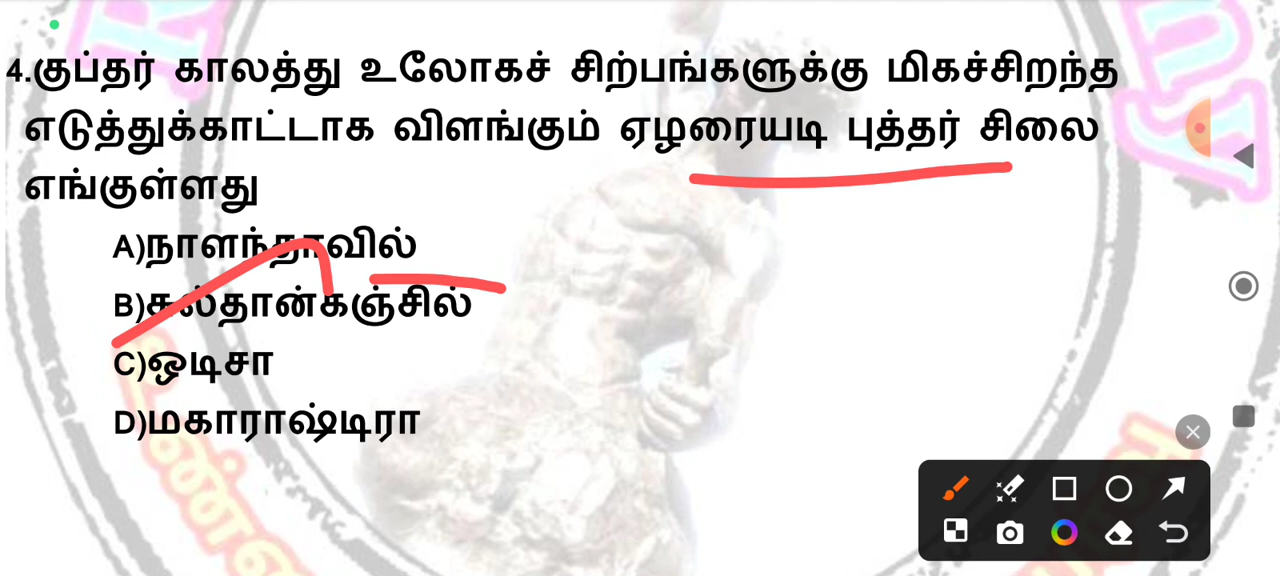 4.குப்தர் காலத்து உலோகச் சிற்பங்களுக்கு மிகச்சிறந்த
எடுத்துக்காட்டாக விளங்கும் ஏழரையடி புத்தர் சிலை
எங்குள்ளது
A)நாளந்தாவில்
B)சுல்தான்கஞ்சில்
C)ஒடிசா
D)மகாராஷ்டிரா